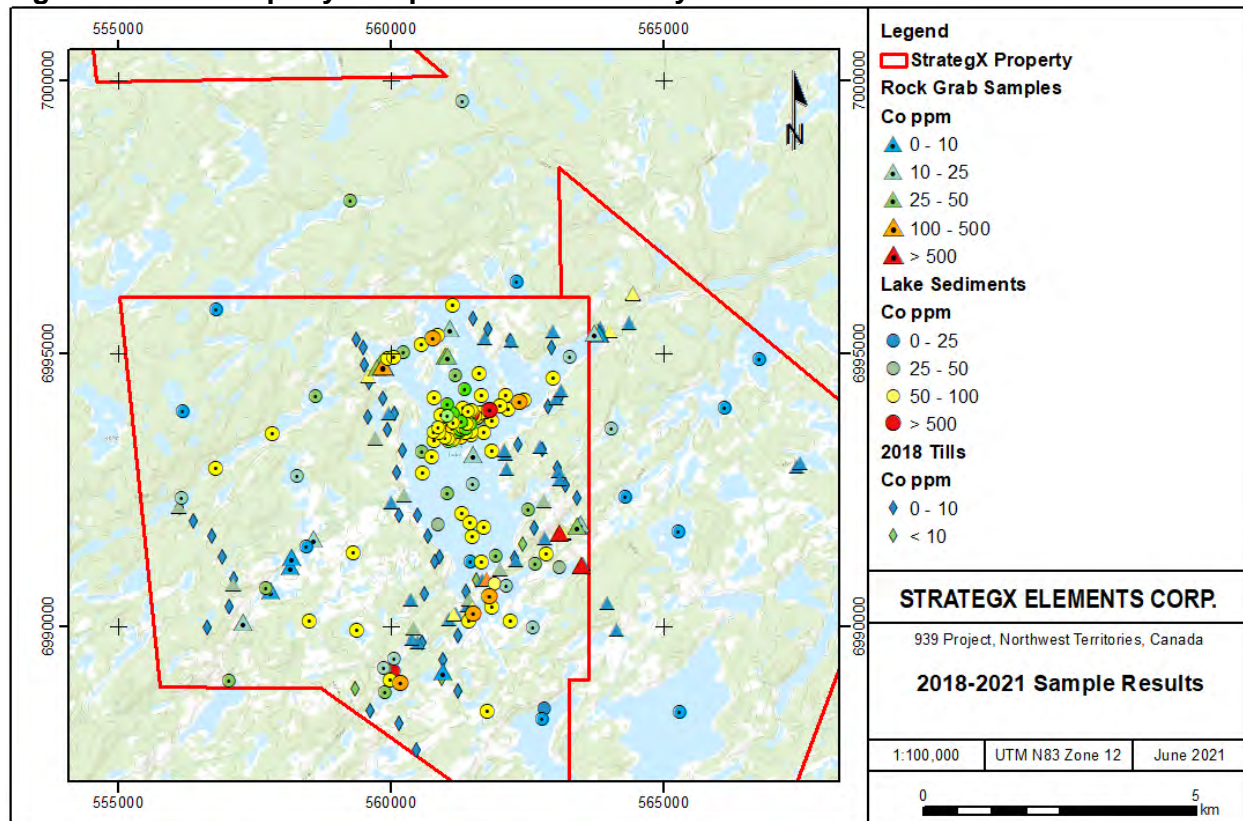 555000
560000
565000
7000000
6995000
6990000
7000000
6995000
6990000
N
555000
560000
565000
Legend
StrategX Property
Rock Grab Samples
Co ppm
0 - 10
10 - 25
25 - 50
100 - 500
> 500
Lake Sediments
Co ppm
0 - 25
25 - 50
50 - 100
> 500
2018 Tills
Co ppm
0 - 10
< 10
STRATEGX ELEMENTS CORP.
939 Project, Northwest Territories, Canada
2018-2021 Sample Results
1:100,000
UTM N83 Zone 12
June 2021
0
5
km